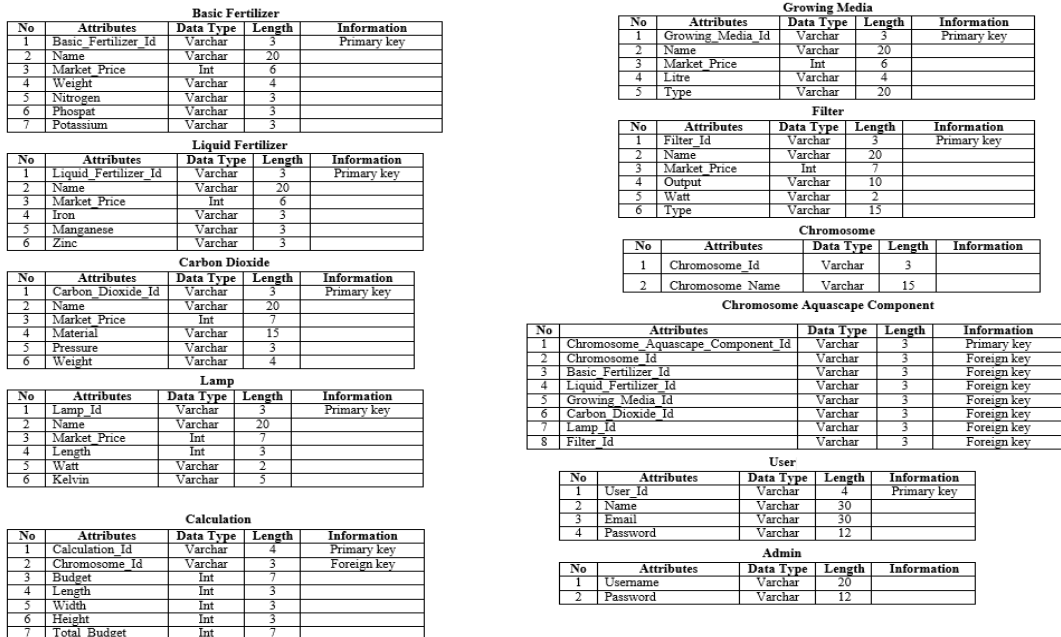 Basic Fertilizer
No Attributes Data Type Length Information
1 Basic_Fertilizer_Id Varchar 3 Primary key
2 Name Varchar 20
3 Market_Price Int 6
4 Weight Varchar 4
5 Nitrogen Varchar 3
6 Phospat Varchar 3
7 Potassium Varchar 3
Liquid Fertilizer
No Attributes Data Type Length Information
1 Liquid_Fertilizer_Id Varchar 3 Primary key
2 Name Varchar 20
3 Market_Price Int 6
4 Iron Varchar 3
5 Manganese Varchar 3
6 Zinc Varchar 3
Carbon Dioxide
No Attributes Data Type Length Information
1 Carbon_Dioxide_Id Varchar 3 Primary key
2 Name Varchar 20
3 Market_Price Int 7
4 Material Varchar 15
5 Pressure Varchar 3
6 Weight Varchar 4
Lamp
No Attributes Data Type Length Information
1 Lamp_Id Varchar 3 Primary key
2 Name Varchar 20
3 Market_Price Int 7
4 Length Int 3
5 Watt Varchar 2
6 Kelvin Varchar 5
Calculation
No Attributes Data Type Length Information
1 Calculation_Id Varchar 4 Primary key
2 Chromosome_Id Varchar 3 Foreign key
3 Budget Int 7
4 Length Int 3
5 Width Int 3
6 Height Int 3
7 Total_Budget Int 7
Growing Media
No Attributes Data Type Length Information
1 Growing_Media_Id Varchar 3 Primary key
2 Name Varchar 20
3 Market_Price Int 6
4 Litre Varchar 4
5 Type Varchar 20
Filter
No Attributes Data Type Length Information
1 Filter_Id Varchar 3 Primary key
2 Name Varchar 20
3 Market_Price Int 7
4 Output Varchar 10
5 Watt Varchar 2
6 Type Varchar 15
Chromosome
No Attributes Data Type Length Information
1 Chromosome_Id Varchar 3
2 Chromosome_Name Varchar 15
Chromosome Aquascape Component
No Attributes Data Type Length Information
1 Chromosome_Aquascape_Component_Id Varchar 3 Primary key
2 Chromosome_Id Varchar 3 Foreign key
3 Basic_Fertilizer_Id Varchar 3 Foreign key
4 Liquid_Fertilizer_Id Varchar 3 Foreign key
5 Growing_Media_Id Varchar 3 Foreign key
6 Carbon_Dioxide_Id Varchar 3 Foreign key
7 Lamp_Id Varchar 3 Foreign key
8 Filter_Id Varchar 3 Foreign key
User
No Attributes Data Type Length Information
1 User_Id Varchar 4 Primary key
2 Name Varchar 30
3 Email Varchar 30
4 Password Varchar 12
Admin
No Attributes Data Type Length Information
1 Username Varchar 20
2 Password Varchar 12